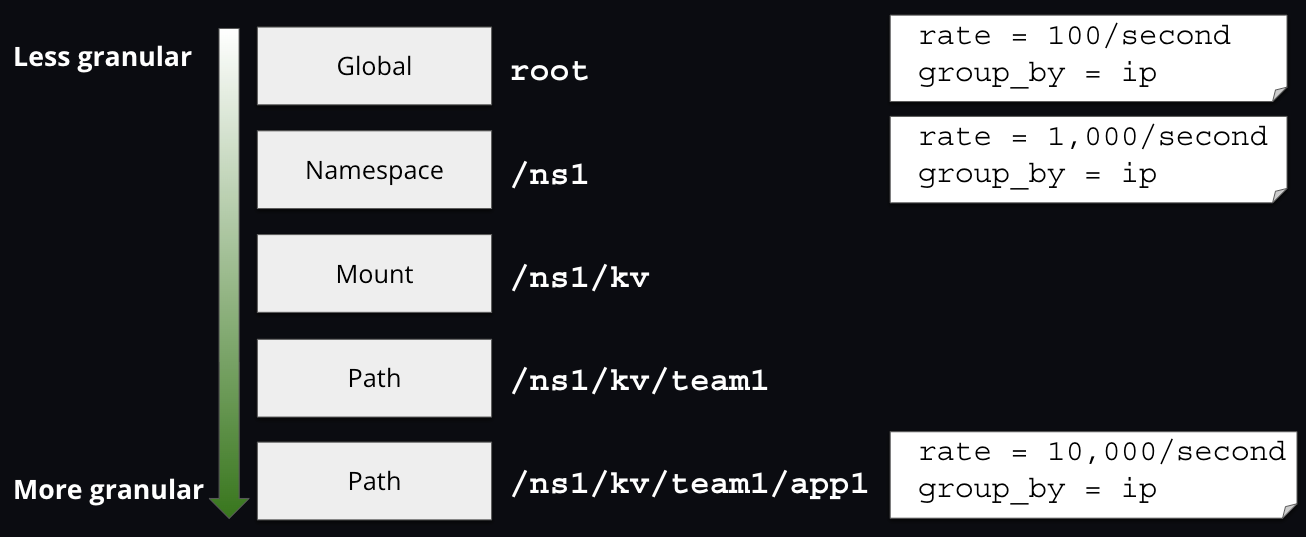 Less granular
Global
root
rate = 100/second
group_by = ip
Namespace
/ns1
rate = 1,000/second
group_by = ip
Mount
/ns1/kv
Path
/ns1/kv/team1
More granular
Path
/ns1/kv/team1/app1
rate = 10,000/second
group_by = ip